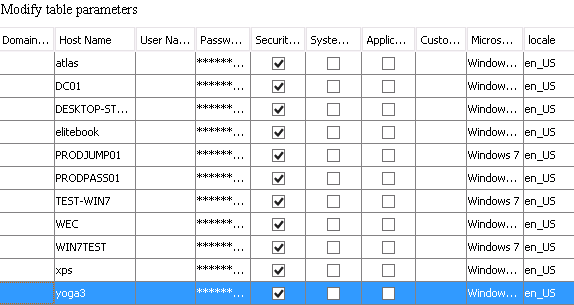 Modify table parameters
Domain... Host Name User Na... Passw... Securit... Syste... Applic... Custo... Micros... locale
atlas ******... Window... en_US
DC01 ******... Window... en_US
DESKTOP-ST... ******... Window... en_US
elitebook ******... Window... en_US
PRODJUMP01 ******... Windows 7 en_US
PRODPASS01 ******... Window... en_US
TEST-WIN7 ******... Windows 7 en_US
WEC ******... Window... en_US
WIN7TEST ******... Windows 7 en_US
xps ******... Window... en_US
yoga3 ******... Window... en_US